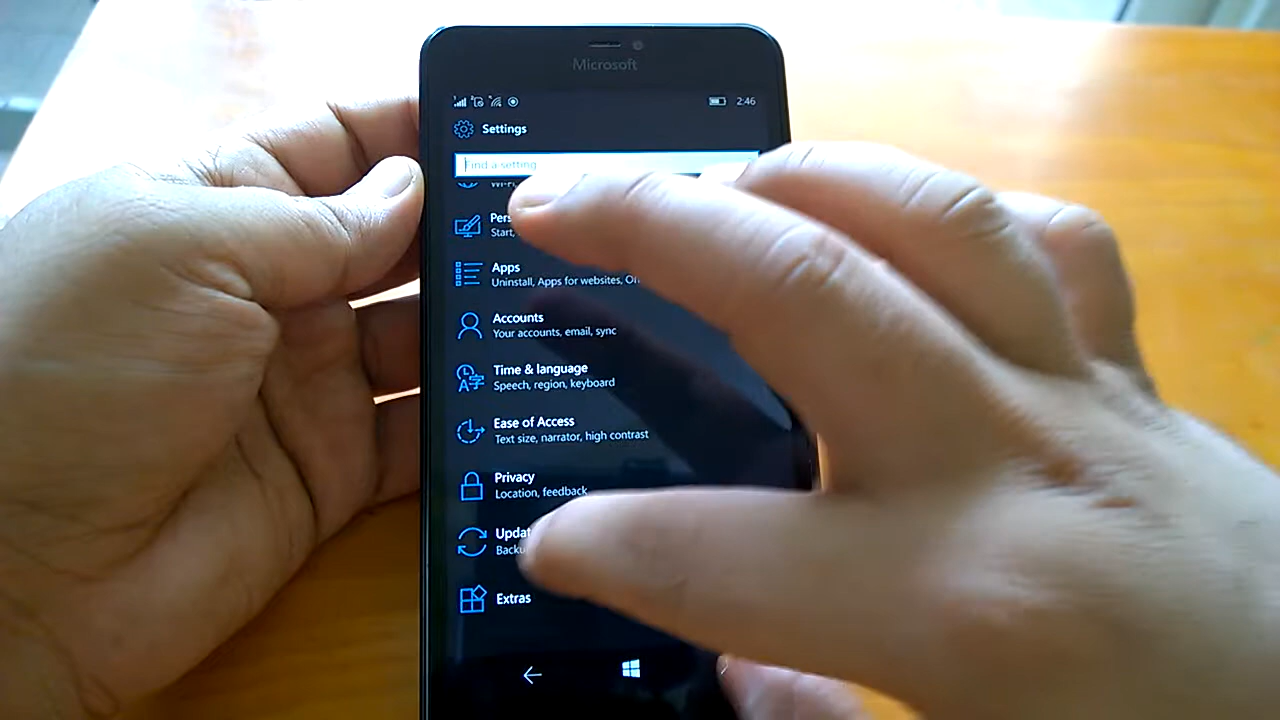 Microsoft
2:46
Settings
Find a setting
Apps
Uninstall, Apps for websites,
Accounts
Your accounts, email, sync
Time & language
Speech, region, keyboard
Ease of Access
Text size, narrator, high contrast
Privacy
Location, feedback
Extras